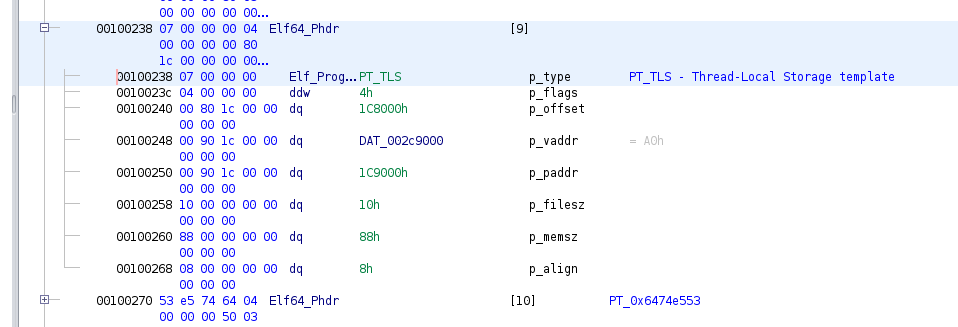 00 00 00 00 00...
00100238 07 00 00 00 04 Elf64_Phdr [9]
00 00 00 00 80
1c 00 00 00 00...
00100238 07 00 00 00 Elf_Prog...PT_TLS p_type PT_TLS - Thread-Local Storage template
0010023c 04 00 00 00 ddw 4h p_flags
00100240 00 80 1c 00 00 dq 1C8000h p_offset
00 00 00
00100248 00 90 1c 00 00 dq DAT_002c9000 p_vaddr = A0h
00 00 00
00100250 00 90 1c 00 00 dq 1C9000h p_paddr
00 00 00
00100258 10 00 00 00 00 dq 10h p_filesz
00 00 00
00100260 88 00 00 00 00 dq 88h p_memsz
00 00 00
00100268 08 00 00 00 00 dq 8h p_align
00 00 00
00100270 53 e5 74 64 04 Elf64_Phdr [10] PT_0x6474e553
00 00 00 50 03